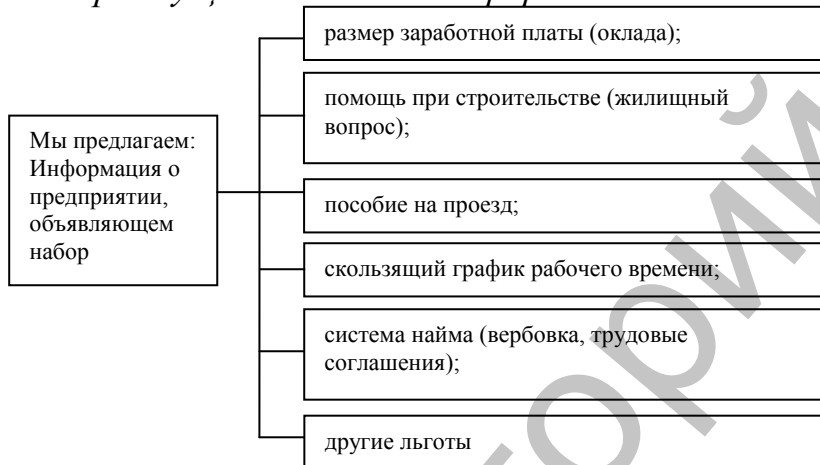 Мы предлагаем:
Информация о
предприятии,
объявляющем
набор
размер заработной платы (оклада);
помощь при строительстве (жилищный
вопрос);
пособие на проезд;
скользящий график рабочего времени;
система найма (вербовка, трудовые
соглашения);
другие льготы